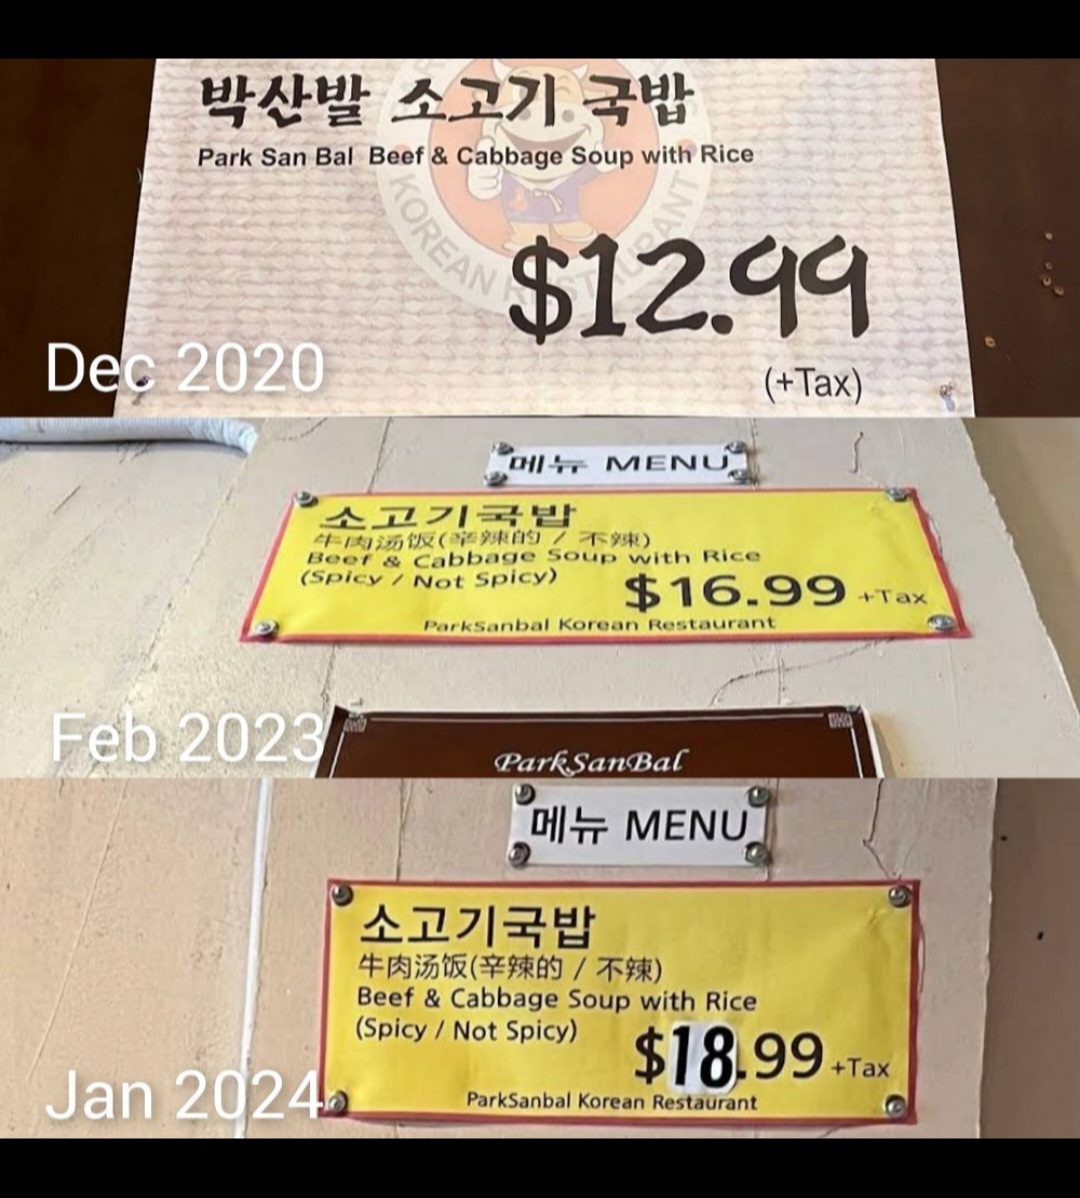 박산발 소고기 국밥
Park San Bal Beef & Cabbage Soup with Rice
KOREAN RESTAURANT
$12.99
(+Tax)
Dec 2020
메뉴 MENU
소고기국밥
牛肉汤饭(辛辣的 / 不辣)
Beef & Cabbage Soup with Rice
(Spicy / Not Spicy)
$16.99 +Tax
ParkSanbal Korean Restaurant
Feb 2023
ParkSanBal
메뉴 MENU
소고기국밥
牛肉汤饭(辛辣的 / 不辣)
Beef & Cabbage Soup with Rice
(Spicy / Not Spicy)
$18.99 +Tax
ParkSanbal Korean Restaurant
Jan 2024